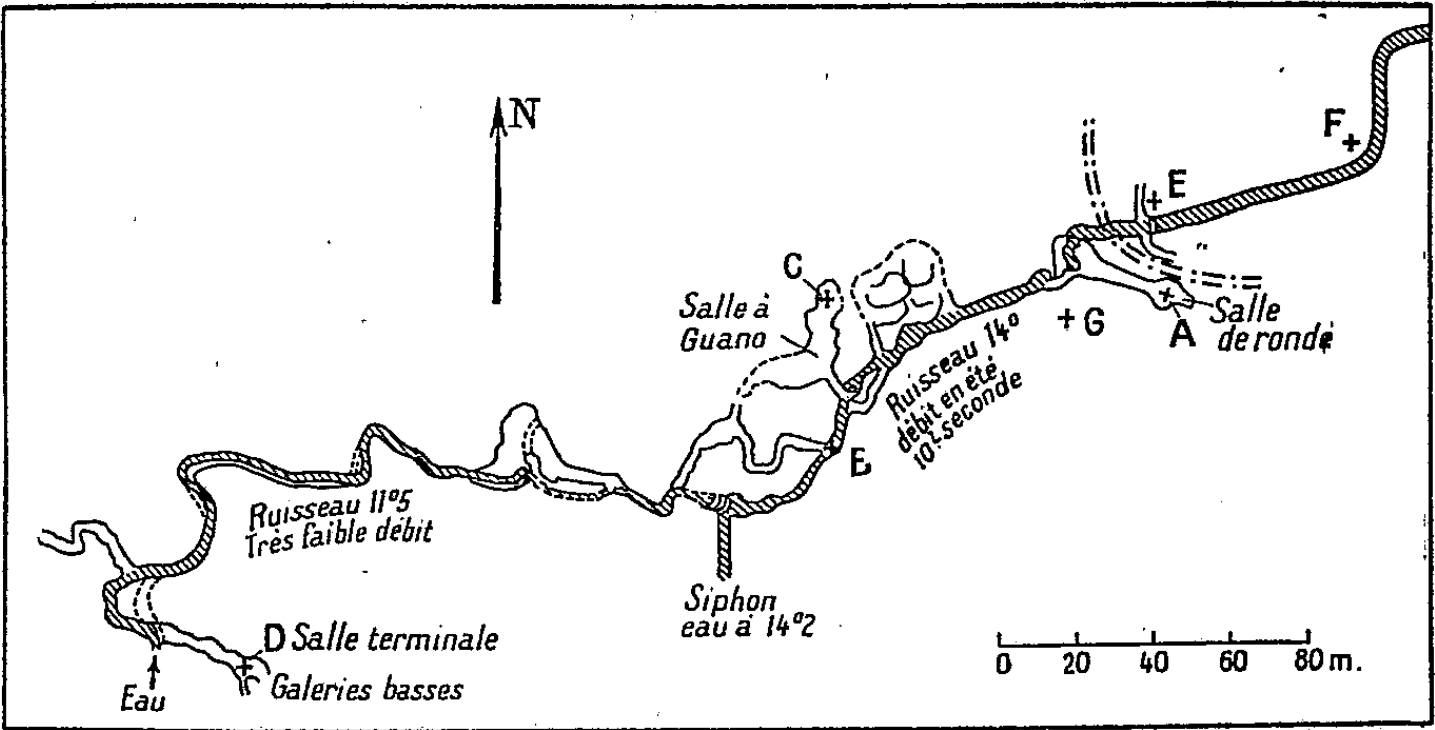 N
F
E
C
Salle à
Guano
G
A
Salle
de ronde
Ruisseau 14°
débit en été
10 L seconde
E
Ruisseau 11°5
Très faible débit
Siphon
eau à 14°2
D Salle terminale
Galeries basses
Eau
0 20 40 60 80 m.